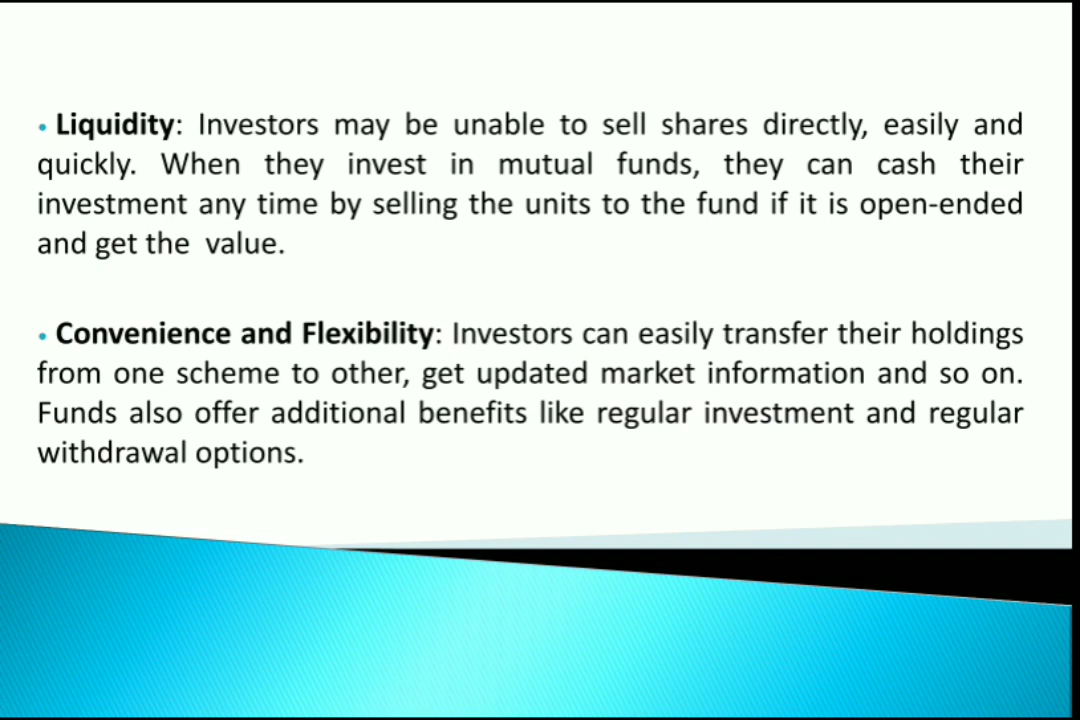 • Liquidity: Investors may be unable to sell shares directly, easily and
quickly. When they invest in mutual funds, they can cash their
investment any time by selling the units to the fund if it is open-ended
and get the value.
• Convenience and Flexibility: Investors can easily transfer their holdings
from one scheme to other, get updated market information and so on.
Funds also offer additional benefits like regular investment and regular
withdrawal options.